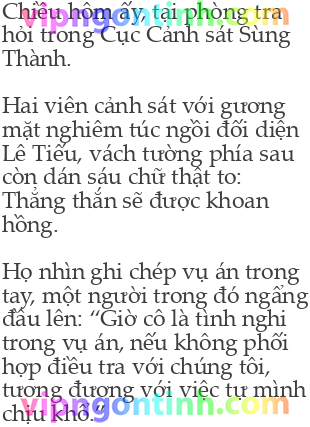 Chiều hôm ấy, tại phòng tra
hỏi trong Cục Cảnh sát Sùng
Thành.
Hai viên cảnh sát với gương
mặt nghiêm túc ngồi đối diện
Lê Tiếu, vách tường phía sau
còn dán sáu chữ thật to:
Thẳng thắn sẽ được khoan
hồng.
Họ nhìn ghi chép vụ án trong
tay, một người trong đó ngẩng
đầu lên: “Giờ cô là tình nghi
trong vụ án, nếu không phối
hợp điều tra với chúng tôi,
tương đương với việc tự mình
chịu khổ.”
vipngontinh.com
vipngontinh.com